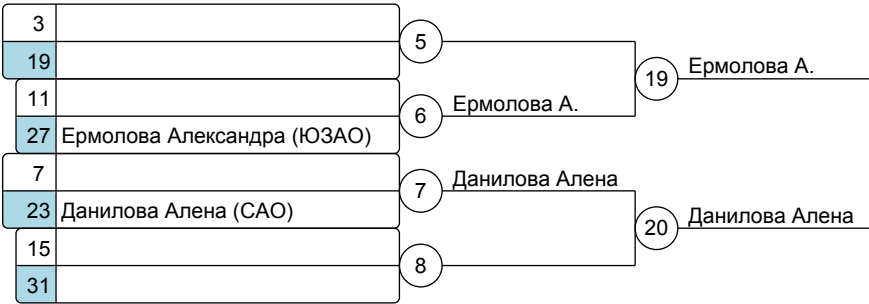 3
19
5
11
27 Ермолова Александра (ЮЗАО)
6 Ермолова А.
19 Ермолова А.
7
23 Данилова Алена (САО)
7 Данилова Алена
15
31
8
20 Данилова Алена